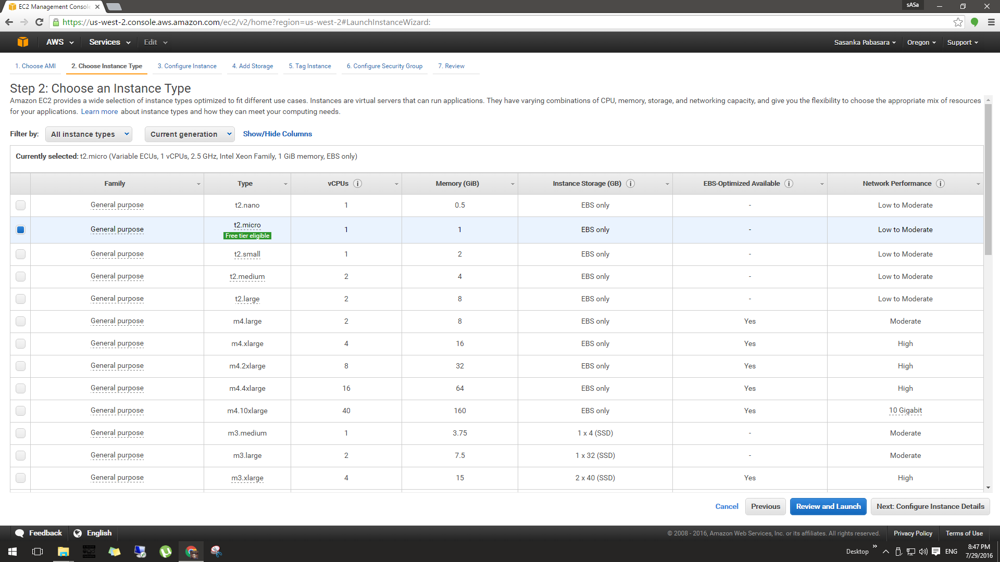 EC2 Management Console
sASa
https://us-west-2.console.aws.amazon.com/ec2/v2/home?region=us-west-2#LaunchInstanceWizard:
AWS Services Edit Sasanka Pabasara Oregon Support
1. Choose AMI 2. Choose Instance Type 3. Configure Instance 4. Add Storage 5. Tag Instance 6. Configure Security Group 7. Review
Step 2: Choose an Instance Type
Amazon EC2 provides a wide selection of instance types optimized to fit different use cases. Instances are virtual servers that can run applications. They have varying combinations of CPU, memory, storage, and networking capacity, and give you the flexibility to choose the appropriate mix of resources
for your applications. Learn more about instance types and how they can meet your computing needs.
Filter by: All instance types Current generation Show/Hide Columns
Currently selected: t2.micro (Variable ECUs, 1 vCPUs, 2.5 GHz, Intel Xeon Family, 1 GiB memory, EBS only)
Family Type vCPUs Memory (GiB) Instance Storage (GB) EBS-Optimized Available Network Performance
General purpose t2.nano 1 0.5 EBS only - Low to Moderate
General purpose t2.micro 1 1 EBS only - Low to Moderate
Free tier eligible
General purpose t2.small 1 2 EBS only - Low to Moderate
General purpose t2.medium 2 4 EBS only - Low to Moderate
General purpose t2.large 2 8 EBS only - Low to Moderate
General purpose m4.large 2 8 EBS only Yes Moderate
General purpose m4.xlarge 4 16 EBS only Yes High
General purpose m4.2xlarge 8 32 EBS only Yes High
General purpose m4.4xlarge 16 64 EBS only Yes High
General purpose m4.10xlarge 40 160 EBS only Yes 10 Gigabit
General purpose m3.medium 1 3.75 1 x 4 (SSD) - Moderate
General purpose m3.large 2 7.5 1 x 32 (SSD) - Moderate
General purpose m3.xlarge 4 15 2 x 40 (SSD) Yes High
Cancel Previous Review and Launch Next: Configure Instance Details
Feedback English © 2008 - 2016, Amazon Web Services, Inc. or its affiliates. All rights reserved. Privacy Policy Terms of Use
Desktop ENG 8:47 PM
7/29/2016